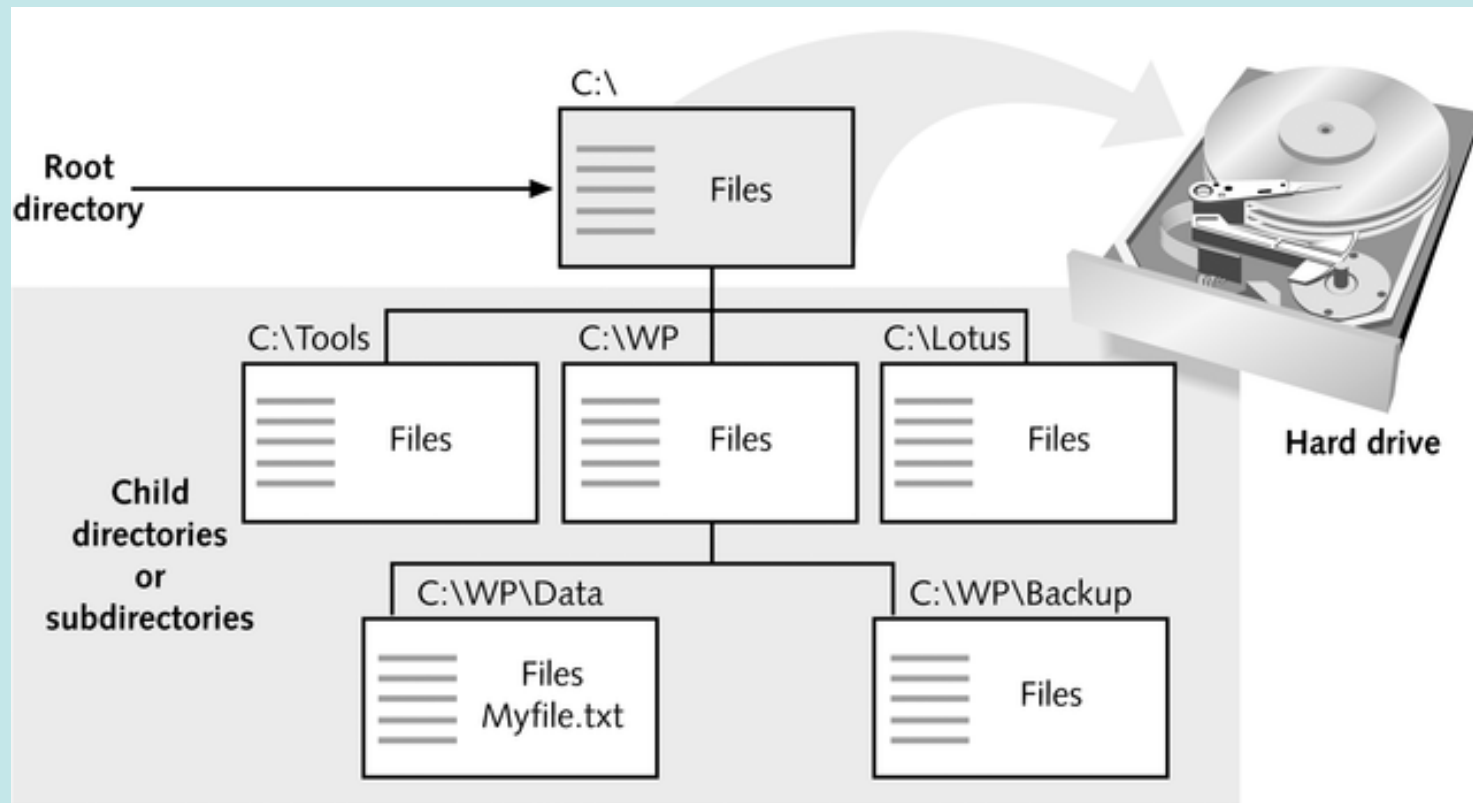 C:\
Root
directory
Files
C:\Tools
C:\WP
C:\Lotus
Files
Files
Files
Hard drive
Child
directories
or
subdirectories
C:\WP\Data
C:\WP\Backup
Files
Myfile.txt
Files